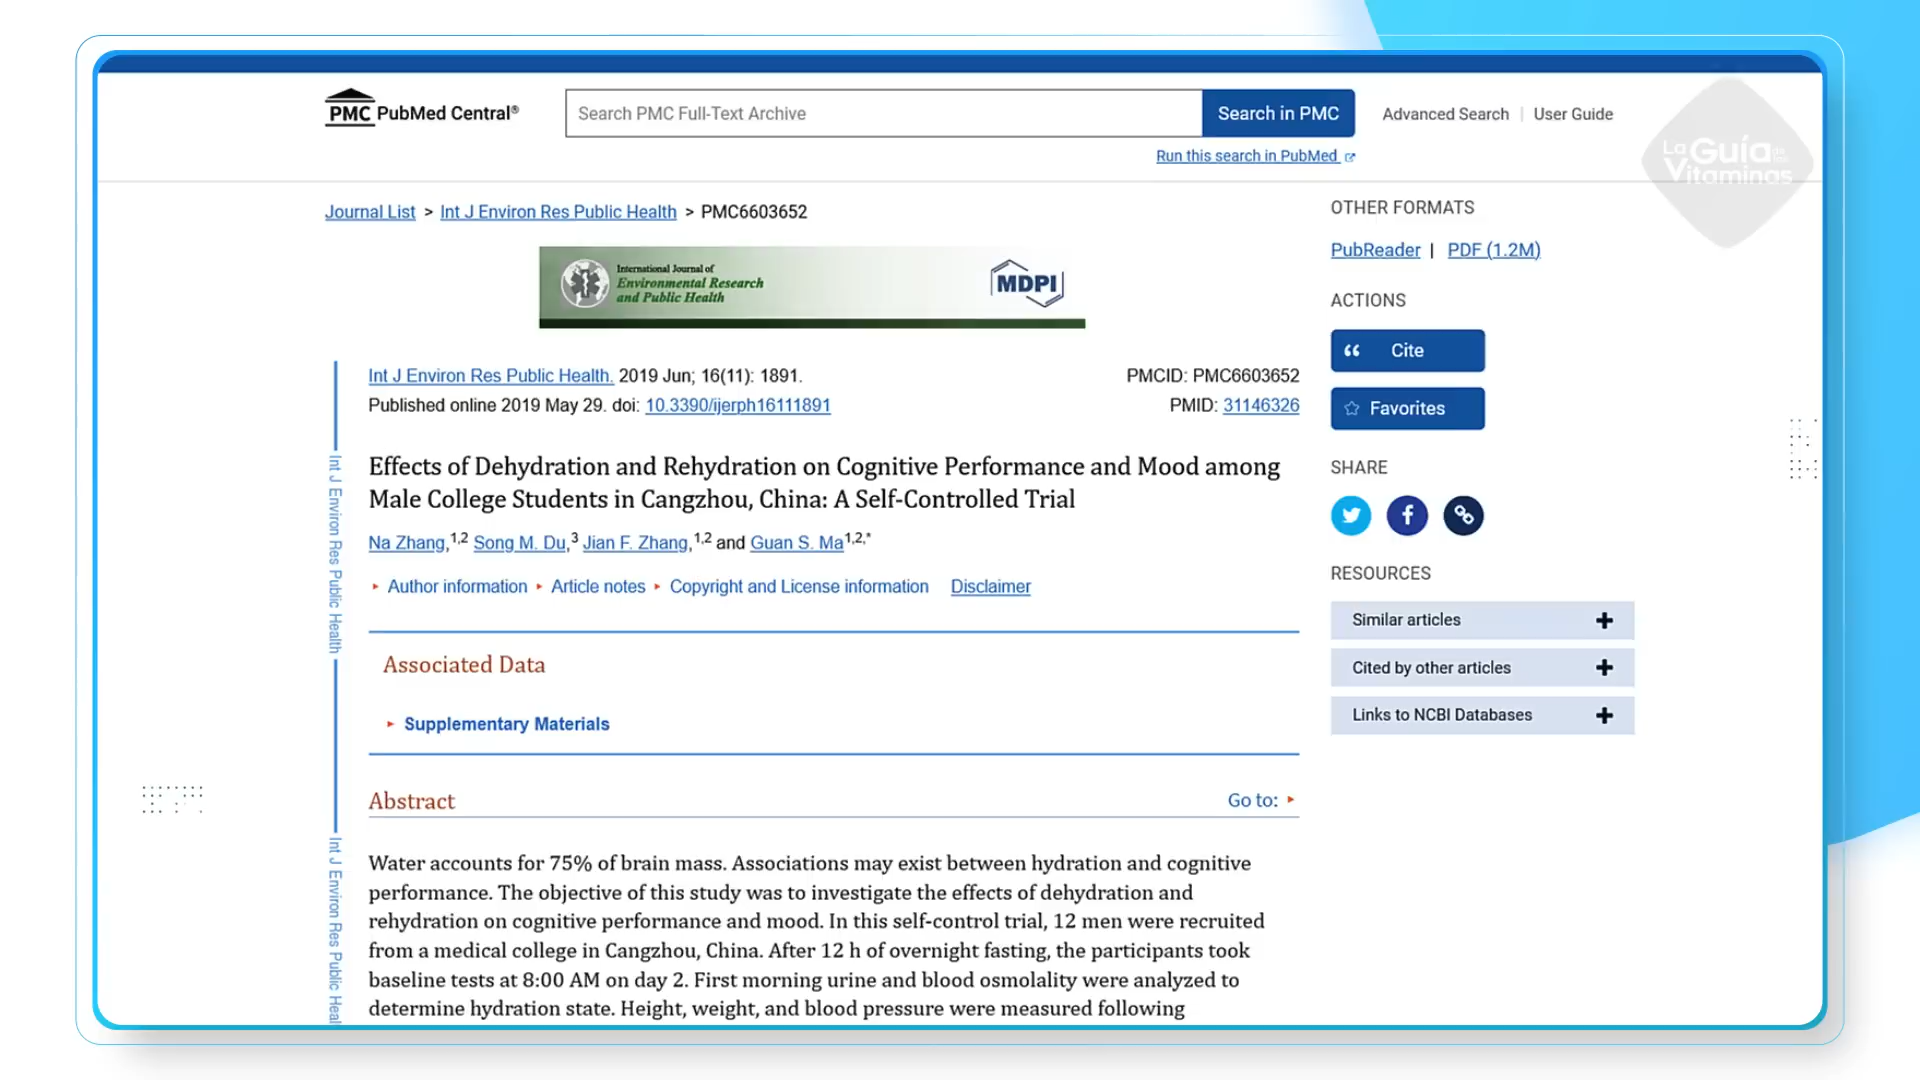 PMC PubMed Central®
Search PMC Full-Text Archive
Search in PMC
Advanced Search | User Guide
Run this search in PubMed
La Guía de las Vitaminas
Journal List > Int J Environ Res Public Health > PMC6603652
International Journal of
Environmental Research
and Public Health
MDPI
Int J Environ Res Public Health. 2019 Jun; 16(11): 1891.
PMCID: PMC6603652
Published online 2019 May 29. doi: 10.3390/ijerph16111891
PMID: 31146326
Effects of Dehydration and Rehydration on Cognitive Performance and Mood among
Male College Students in Cangzhou, China: A Self-Controlled Trial
Na Zhang,1,2 Song M. Du,3 Jian F. Zhang,1,2 and Guan S. Ma1,2,*
Author information Article notes Copyright and License information Disclaimer
Associated Data
Supplementary Materials
Abstract
Go to:
Water accounts for 75% of brain mass. Associations may exist between hydration and cognitive
performance. The objective of this study was to investigate the effects of dehydration and
rehydration on cognitive performance and mood. In this self-control trial, 12 men were recruited
from a medical college in Cangzhou, China. After 12 h of overnight fasting, the participants took
baseline tests at 8:00 AM on day 2. First morning urine and blood osmolality were analyzed to
determine hydration state. Height, weight, and blood pressure were measured following
Int J Environ Res Public Health
Int J Environ Res Public Heal
OTHER FORMATS
PubReader | PDF (1.2M)
ACTIONS
Cite
Favorites
SHARE
RESOURCES
Similar articles
Cited by other articles
Links to NCBI Databases